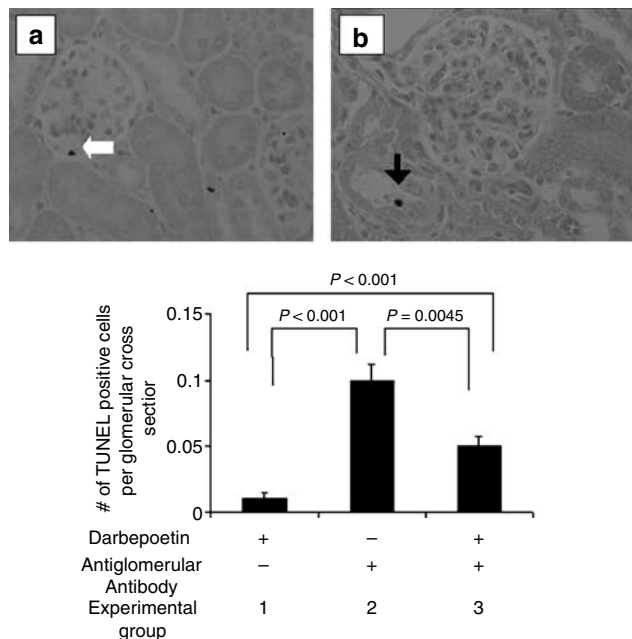 a
b
P < 0.001
P < 0.001
P = 0.0045
# of TUNEL positive cells
per glomerular cross
sectior
0.15
0.1
0.05
0
Darbepoetin + − +
Antiglomerular − + +
Antibody
Experimental 1 2 3
group